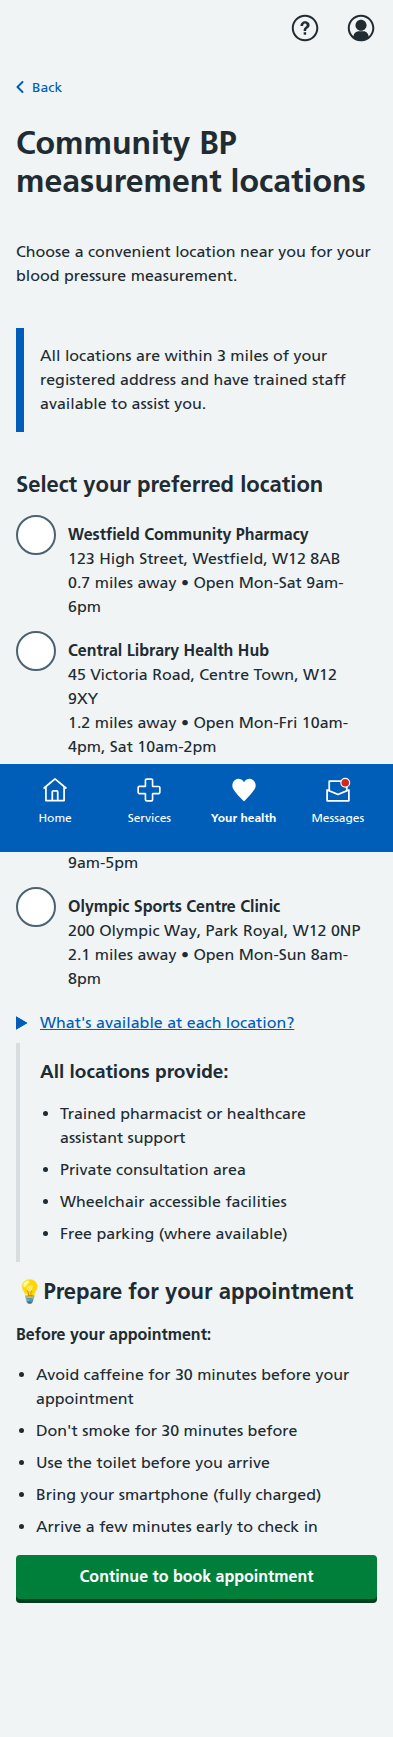 Back
Community BP
measurement locations
Choose a convenient location near you for your
blood pressure measurement.
All locations are within 3 miles of your
registered address and have trained staff
available to assist you.
Select your preferred location
Westfield Community Pharmacy
123 High Street, Westfield, W12 8AB
0.7 miles away • Open Mon-Sat 9am-
6pm
Central Library Health Hub
45 Victoria Road, Centre Town, W12
9XY
1.2 miles away • Open Mon-Fri 10am-
4pm, Sat 10am-2pm
Home
Services
Your health
Messages
9am-5pm
Olympic Sports Centre Clinic
200 Olympic Way, Park Royal, W12 0NP
2.1 miles away • Open Mon-Sun 8am-
8pm
What's available at each location?
All locations provide:
• Trained pharmacist or healthcare
assistant support
• Private consultation area
• Wheelchair accessible facilities
• Free parking (where available)
💡Prepare for your appointment
Before your appointment:
• Avoid caffeine for 30 minutes before your
appointment
• Don't smoke for 30 minutes before
• Use the toilet before you arrive
• Bring your smartphone (fully charged)
• Arrive a few minutes early to check in
Continue to book appointment